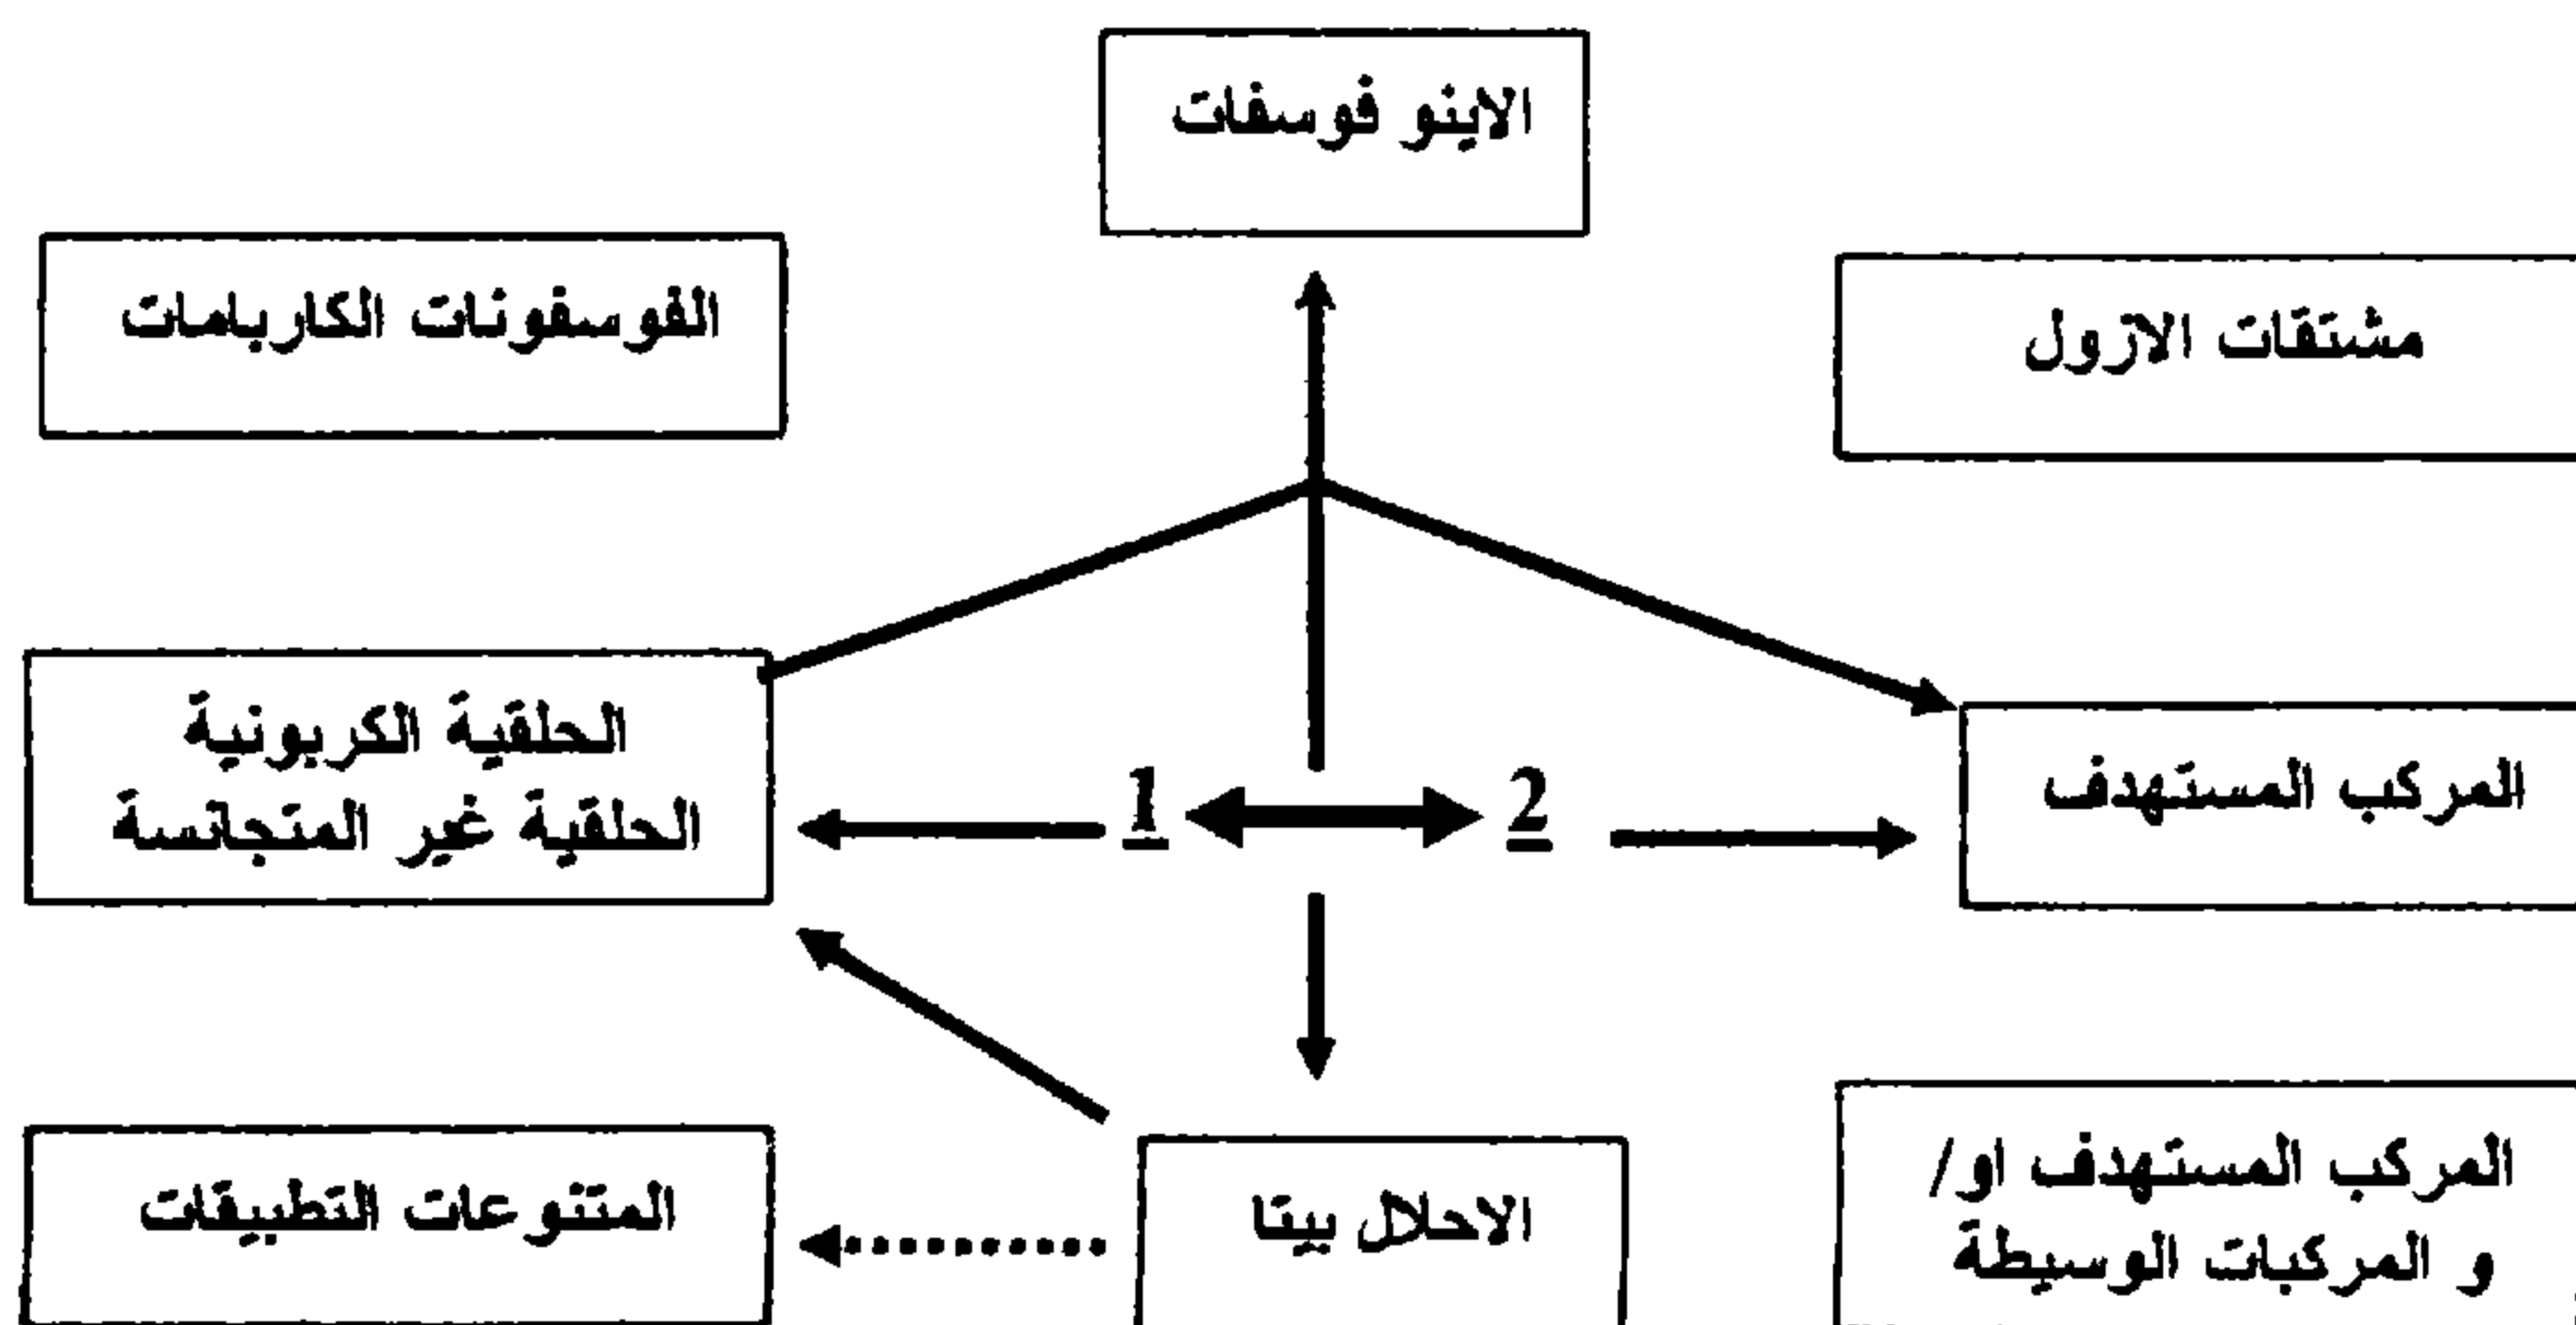 الاينو فوسفات
الفوسفونات الكاربامات
مشتقات الازول
الحلقية الكربونية
الحلقية غير المتجانسة
1
2
المركب المستهدف
المتنوعات التطبيقات
الاحلال بيتا
المركب المستهدف او/
و المركبات الوسيطة